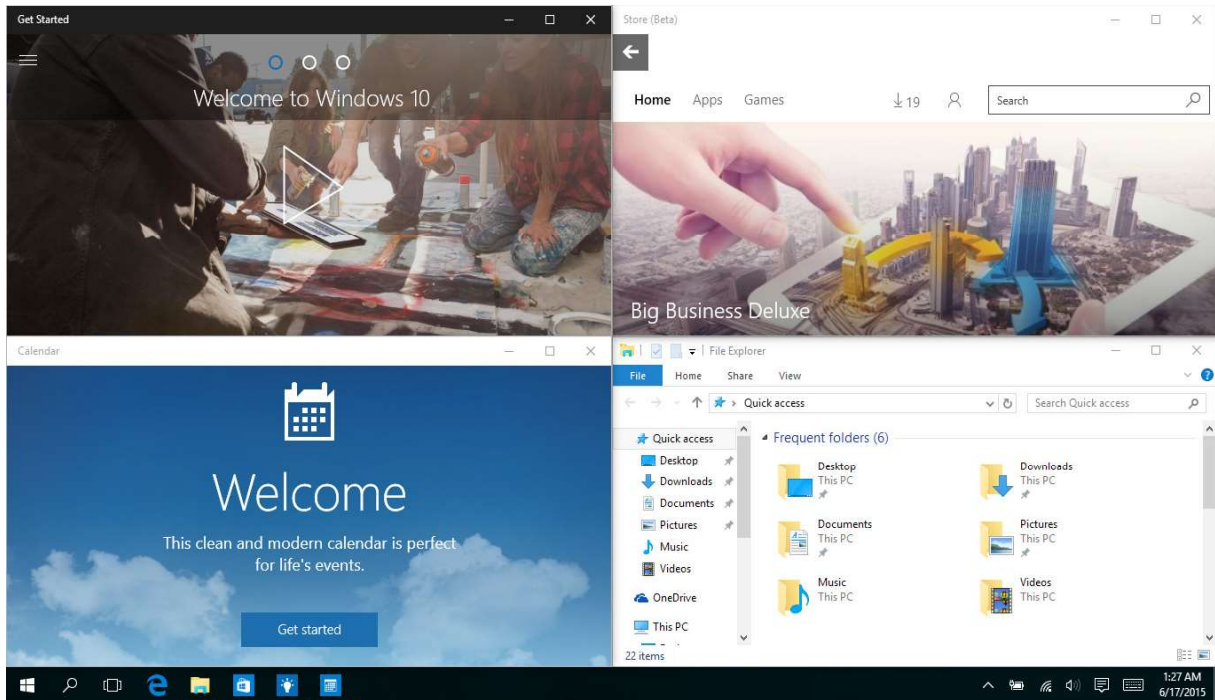 Get Started
Welcome to Windows 10
Store (Beta)
Home Apps Games 19 Search
Big Business Deluxe
Calendar
Welcome
This clean and modern calendar is perfect
for life's events.
Get started
File Explorer
File Home Share View
Quick access Search Quick access
Quick access
Desktop
Downloads
Documents
Pictures
Music
Videos
OneDrive
This PC
Frequent folders (6)
Desktop
This PC
Downloads
This PC
Documents
This PC
Pictures
This PC
Music
This PC
Videos
This PC
22 items
1:27 AM
6/17/2015